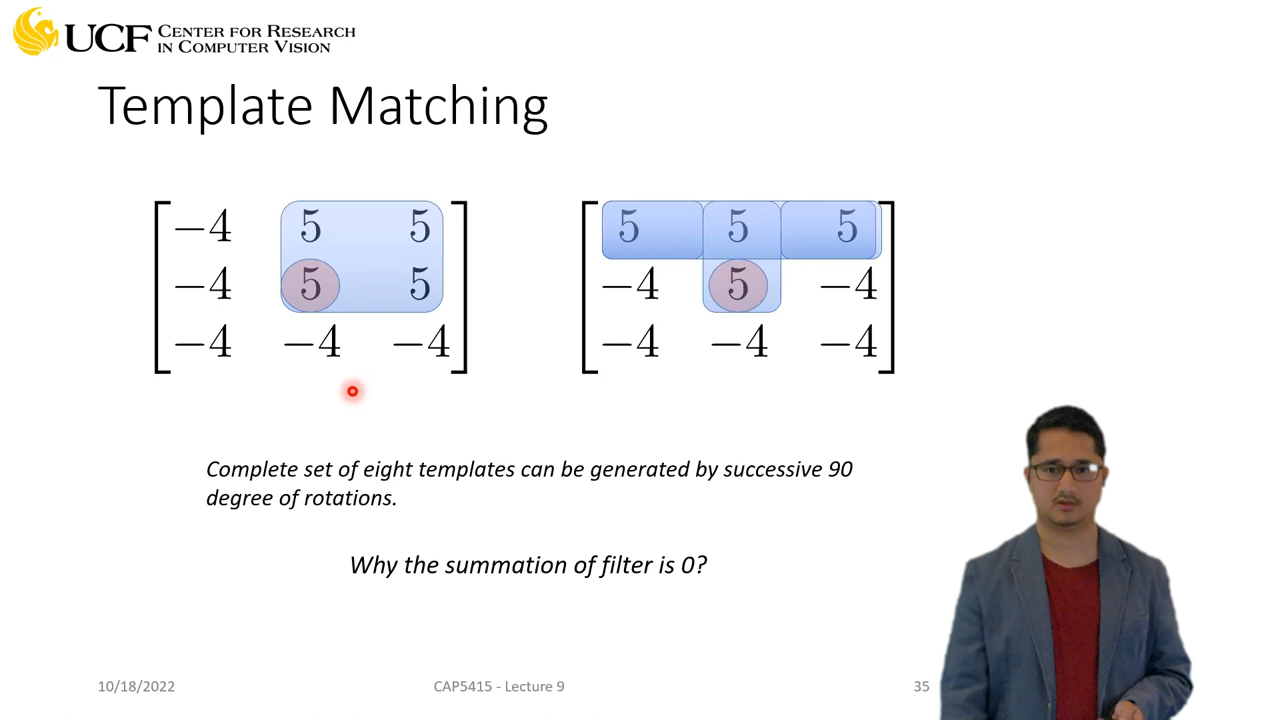 UCF CENTER FOR RESEARCH
IN COMPUTER VISION
Template Matching
−4 5 5
−4 5 5
−4 −4 −4
5 5 5
−4 5 −4
−4 −4 −4
Complete set of eight templates can be generated by successive 90
degree of rotations.
Why the summation of filter is 0?
10/18/2022
CAP5415 - Lecture 9
35